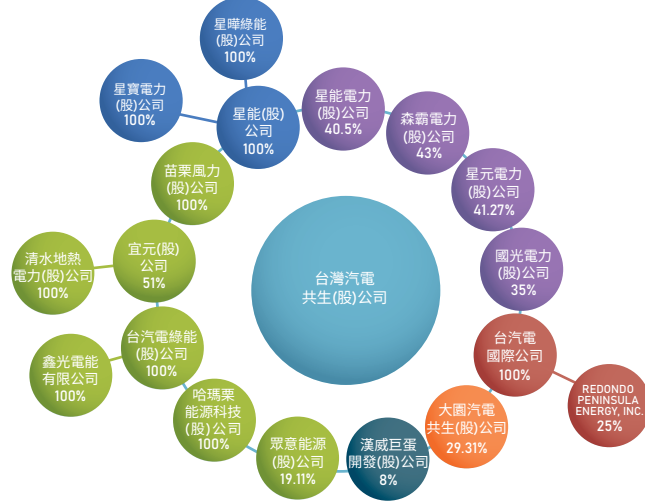 星曄綠能
(股)公司
100%
星寶電力
(股)公司
100%
星能(股)
公司
100%
星能電力
(股)公司
40.5%
森霸電力
(股)公司
43%
星元電力
(股)公司
41.27%
國光電力
(股)公司
35%
台汽電
國際公司
100%
REDONDO
PENINSULA
ENERGY, INC.
25%
大園汽電
共生(股)公司
29.31%
漢威巨蛋
開發(股)公司
8%
眾意能源
(股)公司
19.11%
哈瑪栗
能源科技
(股)公司
100%
台汽電綠能
(股)公司
100%
鑫光電能
有限公司
100%
宜元(股)
公司
51%
清水地熱
電力(股)公司
100%
苗栗風力
(股)公司
100%
台灣汽電
共生(股)公司